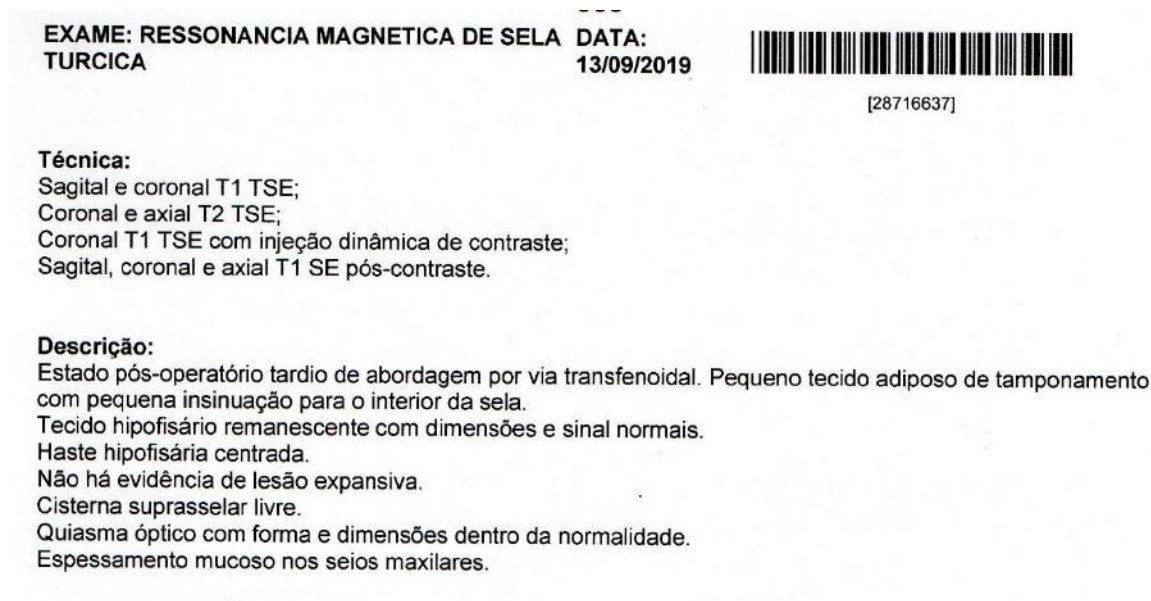 EXAME: RESSONANCIA MAGNETICA DE SELA TURCICA
DATA: 13/09/2019
[28716637]
Técnica:
Sagital e coronal T1 TSE;
Coronal e axial T2 TSE;
Coronal T1 TSE com injeção dinâmica de contraste;
Sagital, coronal e axial T1 SE pós-contraste.
Descrição:
Estado pós-operatório tardio de abordagem por via transfenoidal. Pequeno tecido adiposo de tamponamento
com pequena insinuação para o interior da sela.
Tecido hipofisário remanescente com dimensões e sinal normais.
Haste hipofisária centrada.
Não há evidência de lesão expansiva.
Cisterna suprasselar livre.
Quiasma óptico com forma e dimensões dentro da normalidade.
Espessamento mucoso nos seios maxilares.